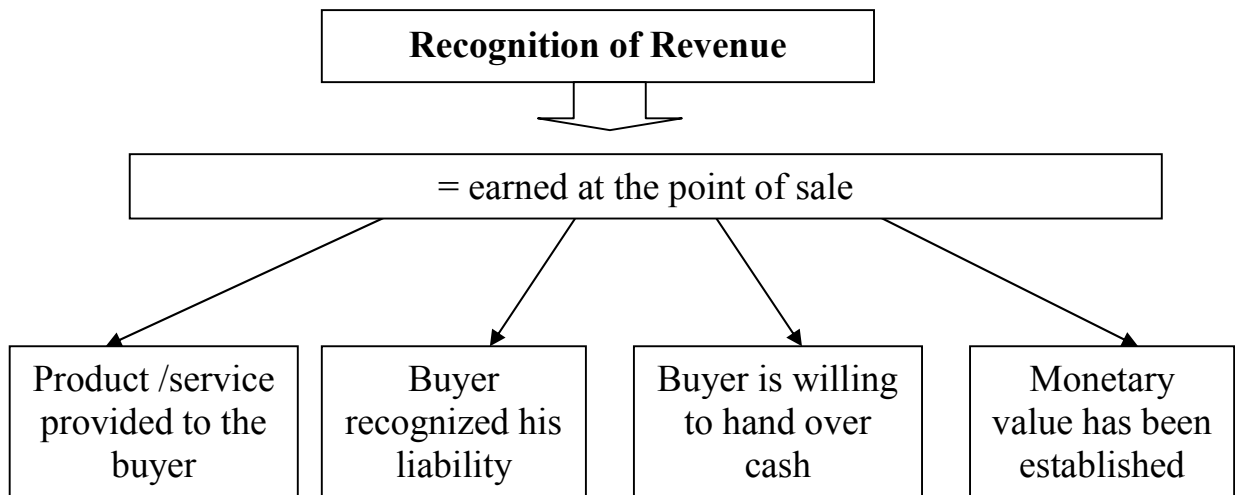 Recognition of Revenue
= earned at the point of sale
Product /service
provided to the
buyer
Buyer
recognized his
liability
Buyer is willing
to hand over
cash
Monetary
value has been
established